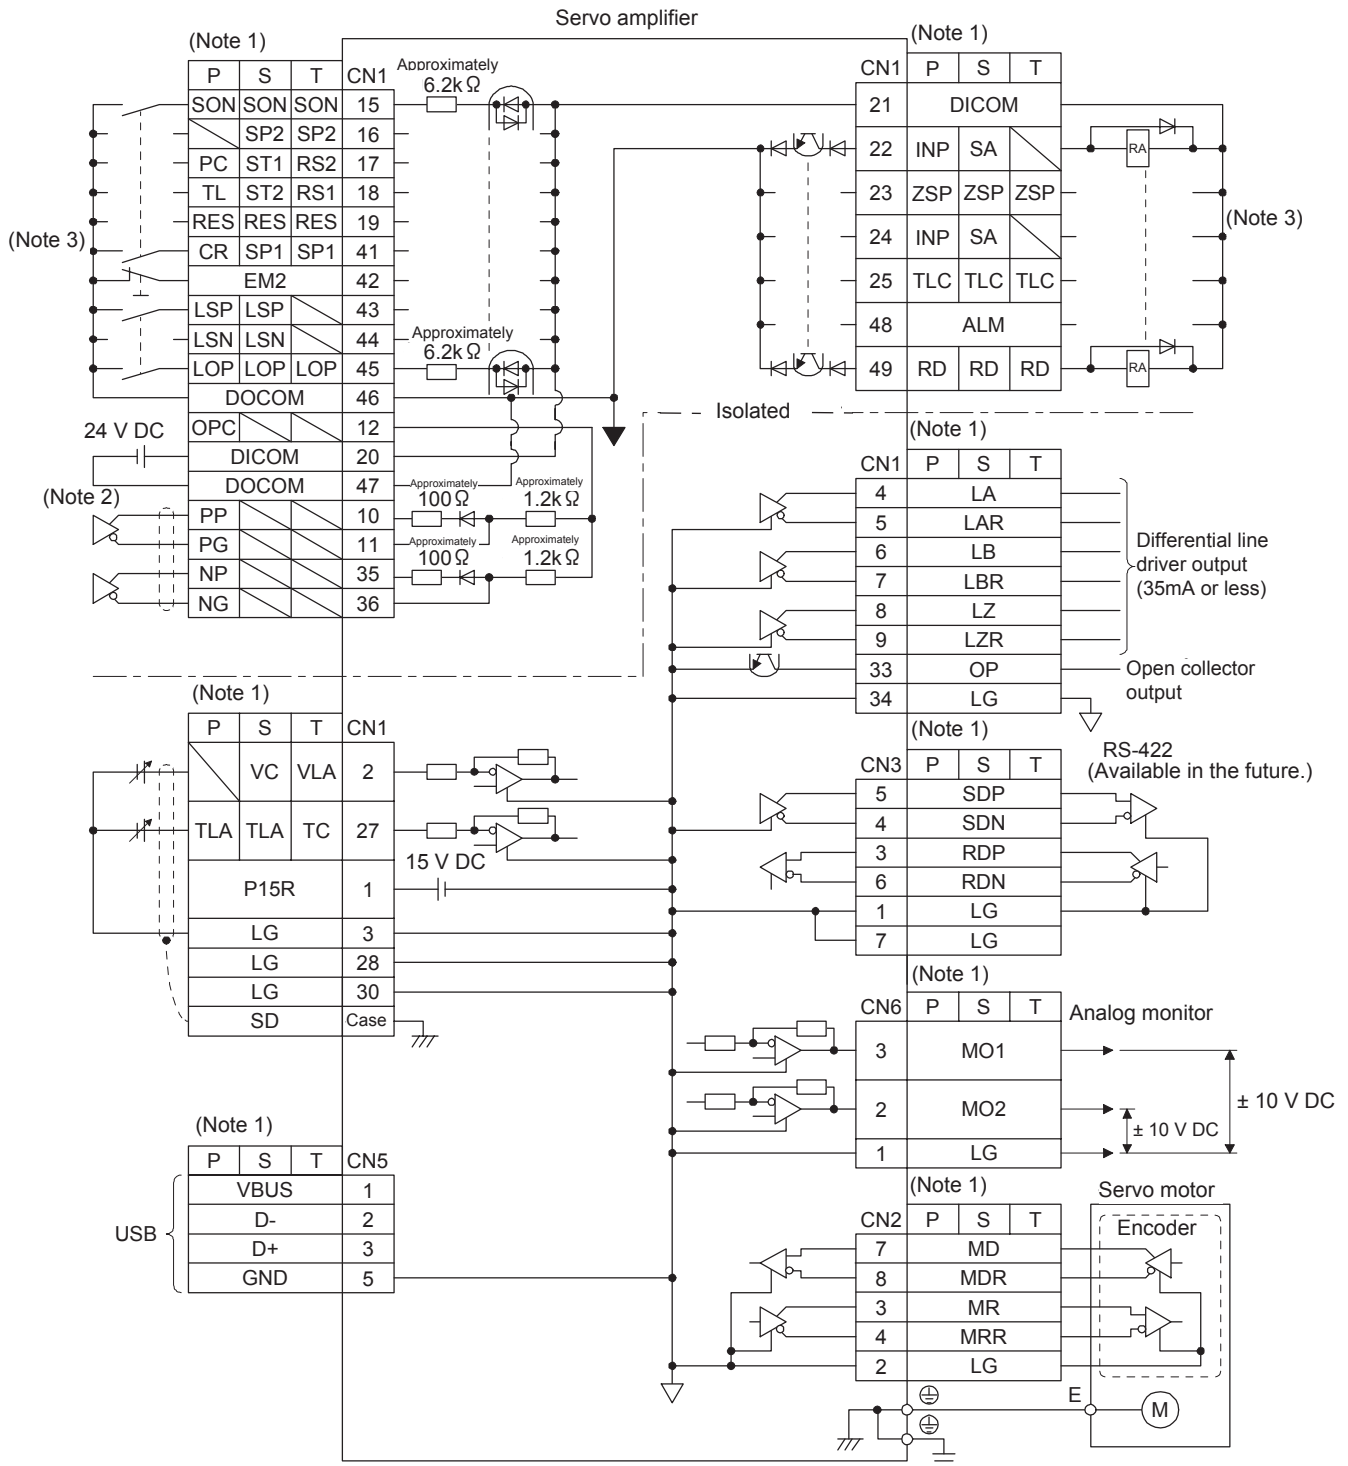 Servo amplifier
(Note 1)
P S T CN1
SON SON SON 15
SP2 SP2 16
PC ST1 RS2 17
TL ST2 RS1 18
RES RES RES 19
CR SP1 SP1 41
EM2 42
LSP LSP 43
LSN LSN 44
LOP LOP LOP 45
DOCOM 46
OPC 12
DICOM 20
DOCOM 47
PP 10
PG 11
NP 35
NG 36
(Note 3)
24 V DC
(Note 2)
Approximately
6.2k Ω
Approximately
6.2k Ω
Approximately
100 Ω
Approximately
1.2k Ω
Approximately
100 Ω
Approximately
1.2k Ω
Isolated
(Note 1)
CN1 P S T
21 DICOM
22 INP SA
23 ZSP ZSP ZSP
24 INP SA
25 TLC TLC TLC
48 ALM
49 RD RD RD
RA
RA
(Note 3)
(Note 1)
CN1 P S T
4 LA
5 LAR
6 LB
7 LBR
8 LZ
9 LZR
33 OP
34 LG
Differential line
driver output
(35mA or less)
Open collector
output
(Note 1)
P S T CN1
VC VLA 2
TLA TLA TC 27
P15R 1
LG 3
LG 28
LG 30
SD Case
15 V DC
(Note 1)
CN3 P S T
5 SDP
4 SDN
3 RDP
6 RDN
1 LG
7 LG
RS-422
(Available in the future.)
(Note 1)
CN6 P S T
3 MO1
2 MO2
1 LG
Analog monitor
± 10 V DC
± 10 V DC
(Note 1)
P S T CN5
VBUS 1
D- 2
D+ 3
GND 5
USB
(Note 1)
CN2 P S T
7 MD
8 MDR
3 MR
4 MRR
2 LG
Servo motor
Encoder
E
M